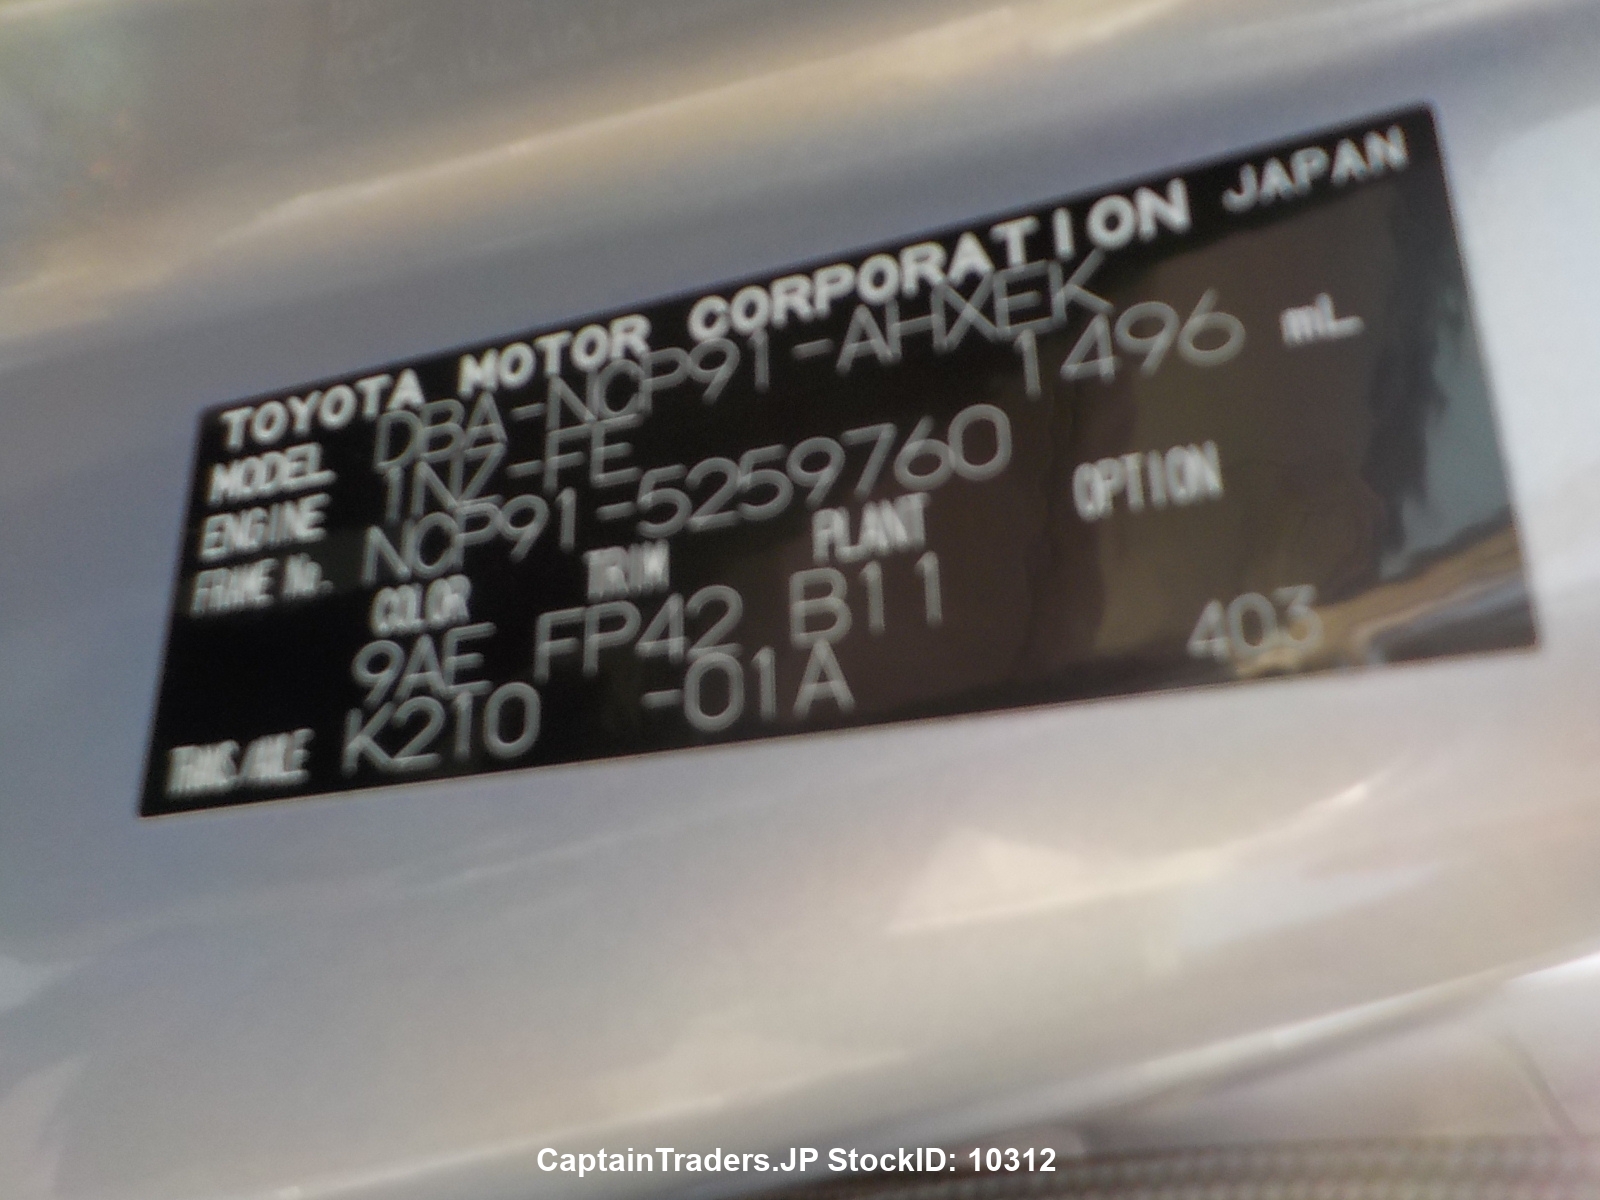 TOYOTA MOTOR CORPORATION JAPAN
MODEL DBA-NCP91-AHXEK
ENGINE 1NZ-FE 1496 mL
FRAME No. NCP91-5259760
COLOR TRIM PLANT OPTION
9AE FP42 B11 403
TRANS/AXLE K210 -01A
CaptainTraders.JP StockID: 10312